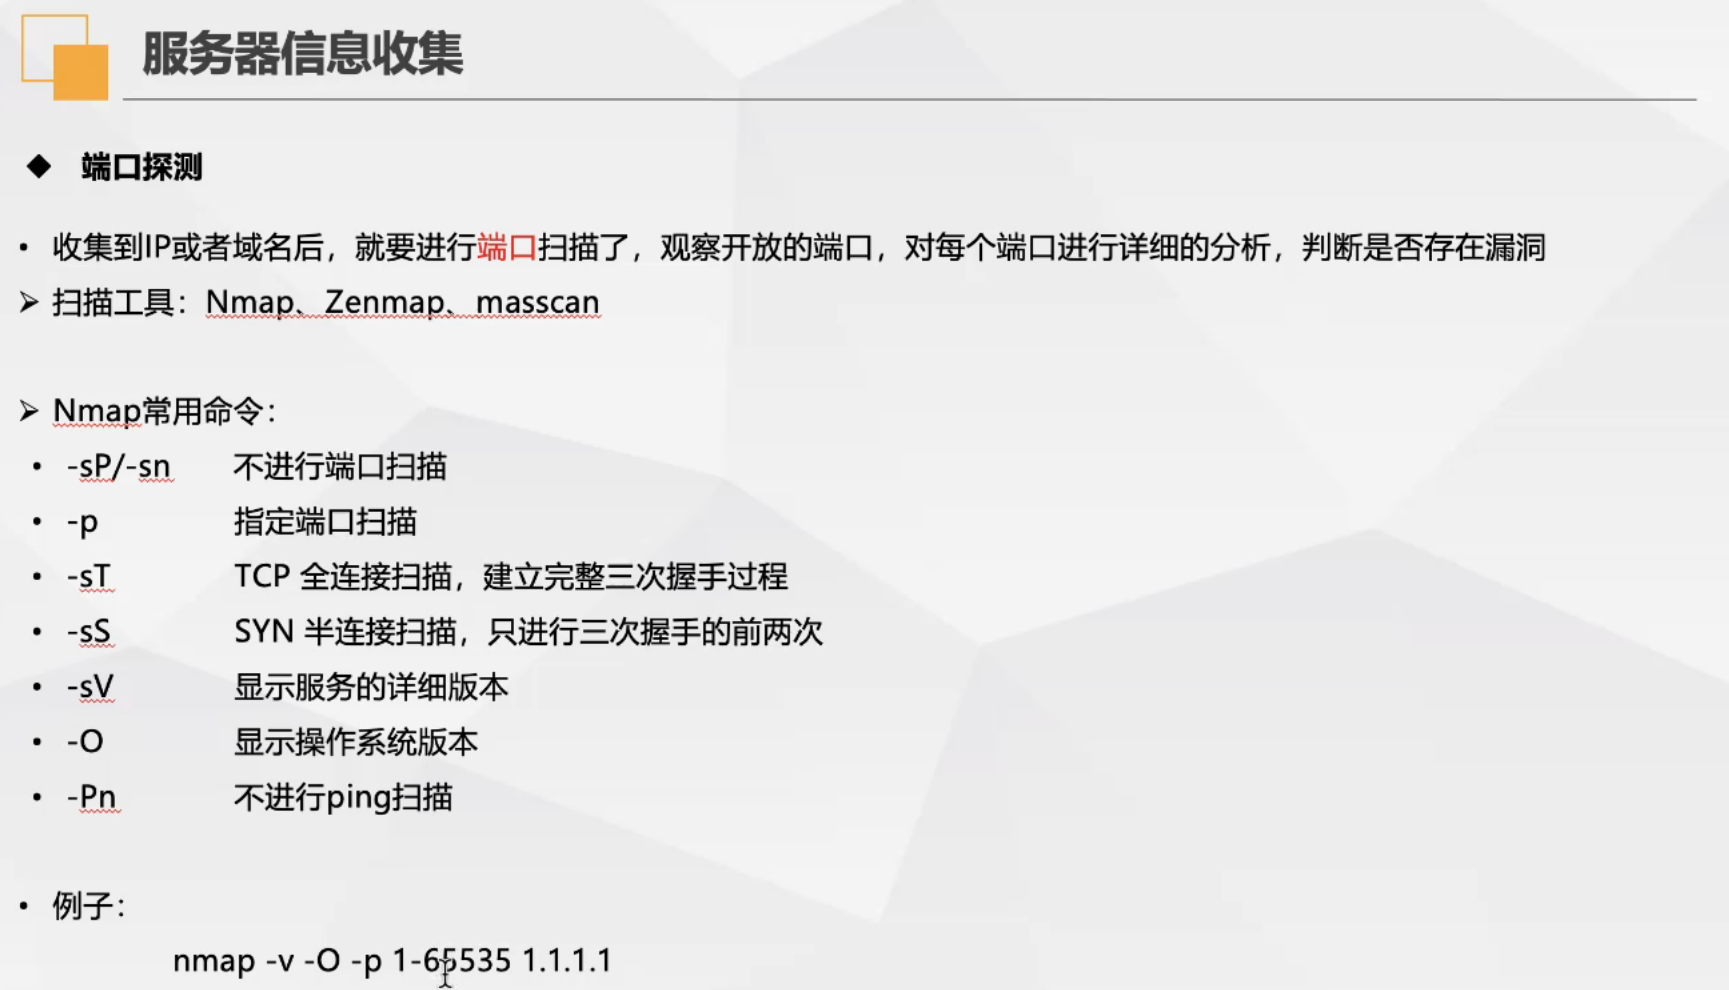 服务器信息收集
◆ 端口探测
• 收集到IP或者域名后，就要进行端口扫描了，观察开放的端口，对每个端口进行详细的分析，判断是否存在漏洞
➢ 扫描工具：Nmap、Zenmap、masscan
➢ Nmap常用命令：
• -sP/-sn 不进行端口扫描
• -p 指定端口扫描
• -sT TCP 全连接扫描，建立完整三次握手过程
• -sS SYN 半连接扫描，只进行三次握手的前两次
• -sV 显示服务的详细版本
• -O 显示操作系统版本
• -Pn 不进行ping扫描
• 例子：
nmap -v -O -p 1-65535 1.1.1.1